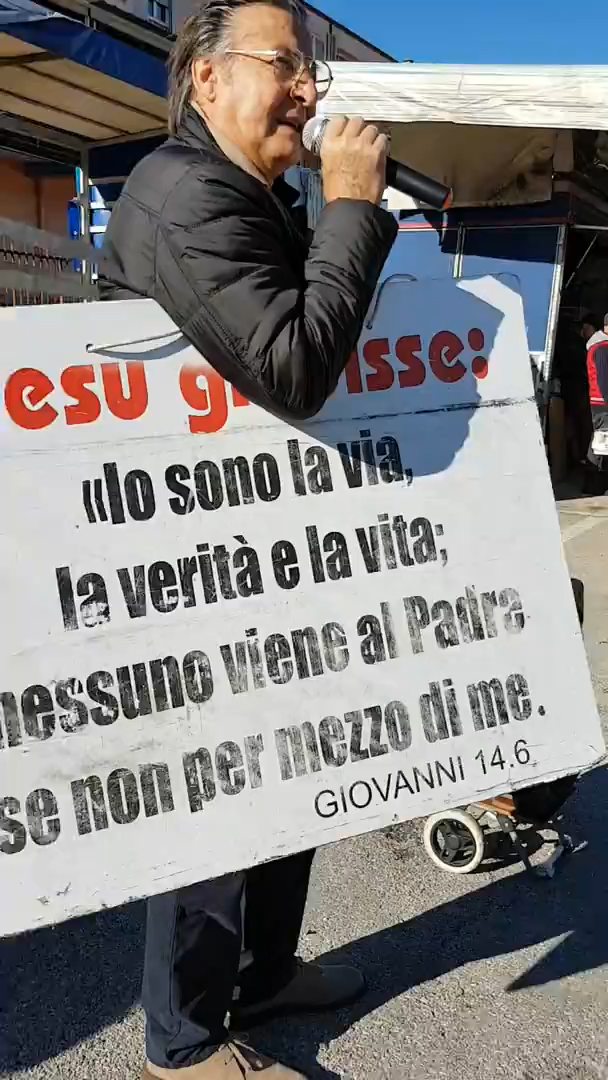 esu g isse:
«Io sono la via,
la verità e la vita;
nessuno viene al Padre
se non per mezzo di me.
GIOVANNI 14.6